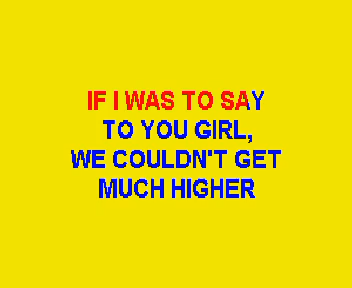 IF I WAS TO SAY
TO YOU GIRL,
WE COULDN'T GET
MUCH HIGHER